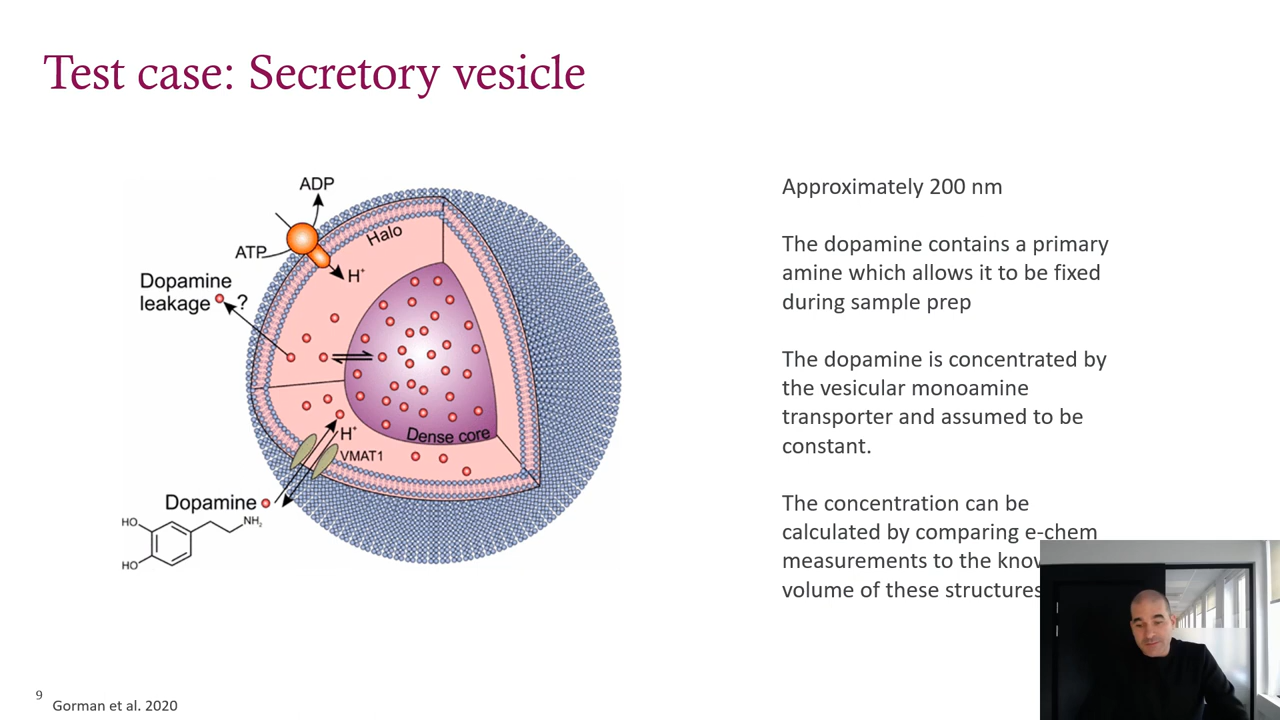 Test case: Secretory vesicle
ADP
ATP
Halo
H⁺
Dopamine
leakage
?
Dense core
H⁺
VMAT1
Dopamine
HO
NH₂
HO
Approximately 200 nm
The dopamine contains a primary
amine which allows it to be fixed
during sample prep
The dopamine is concentrated by
the vesicular monoamine
transporter and assumed to be
constant.
The concentration can be
calculated by comparing e-chem
measurements to the
volume of these structures
9
Gorman et al. 2020